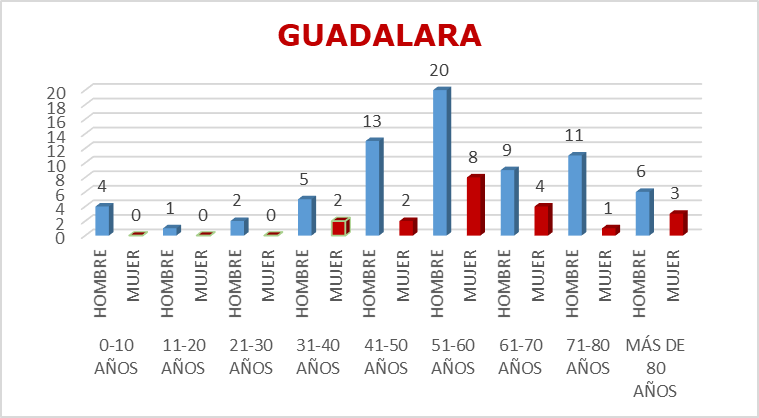 GUADALARA
20
18
16
14
12
10
8
6
4
2
0
4
0
1
0
2
0
5
2
13
2
20
8
9
4
11
1
6
3
HOMBRE
MUJER
HOMBRE
MUJER
HOMBRE
MUJER
HOMBRE
MUJER
HOMBRE
MUJER
HOMBRE
MUJER
HOMBRE
MUJER
HOMBRE
MUJER
HOMBRE
MUJER
0-10
AÑOS
11-20
AÑOS
21-30
AÑOS
31-40
AÑOS
41-50
AÑOS
51-60
AÑOS
61-70
AÑOS
71-80
AÑOS
MÁS DE
80
AÑOS